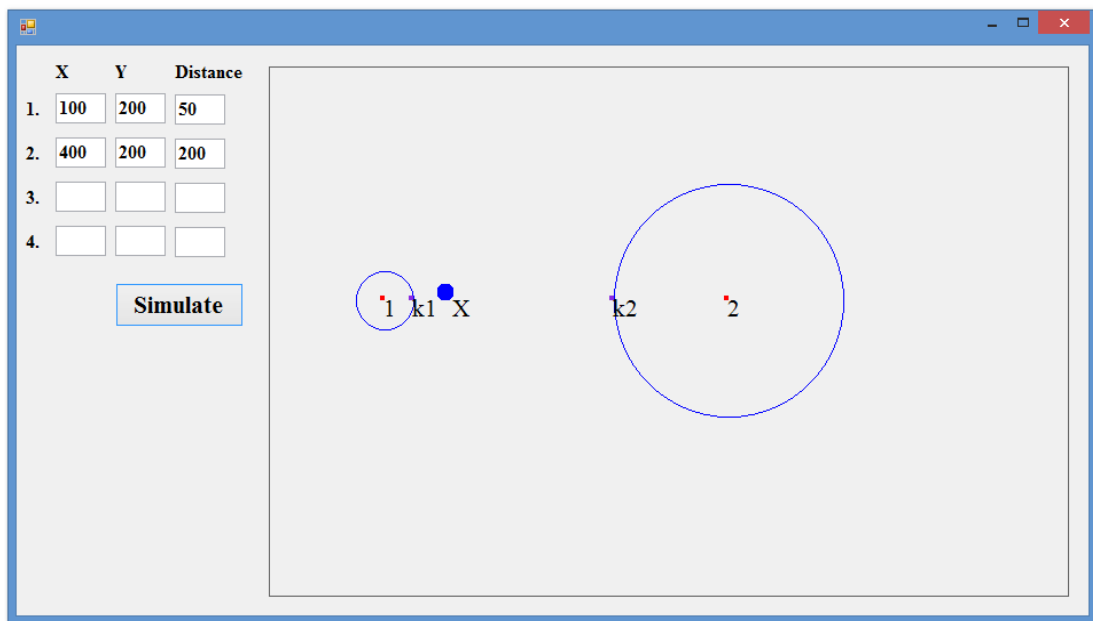 X Y Distance
1. 100 200 50
2. 400 200 200
3.
4.
Simulate
1 k1 X k2 2